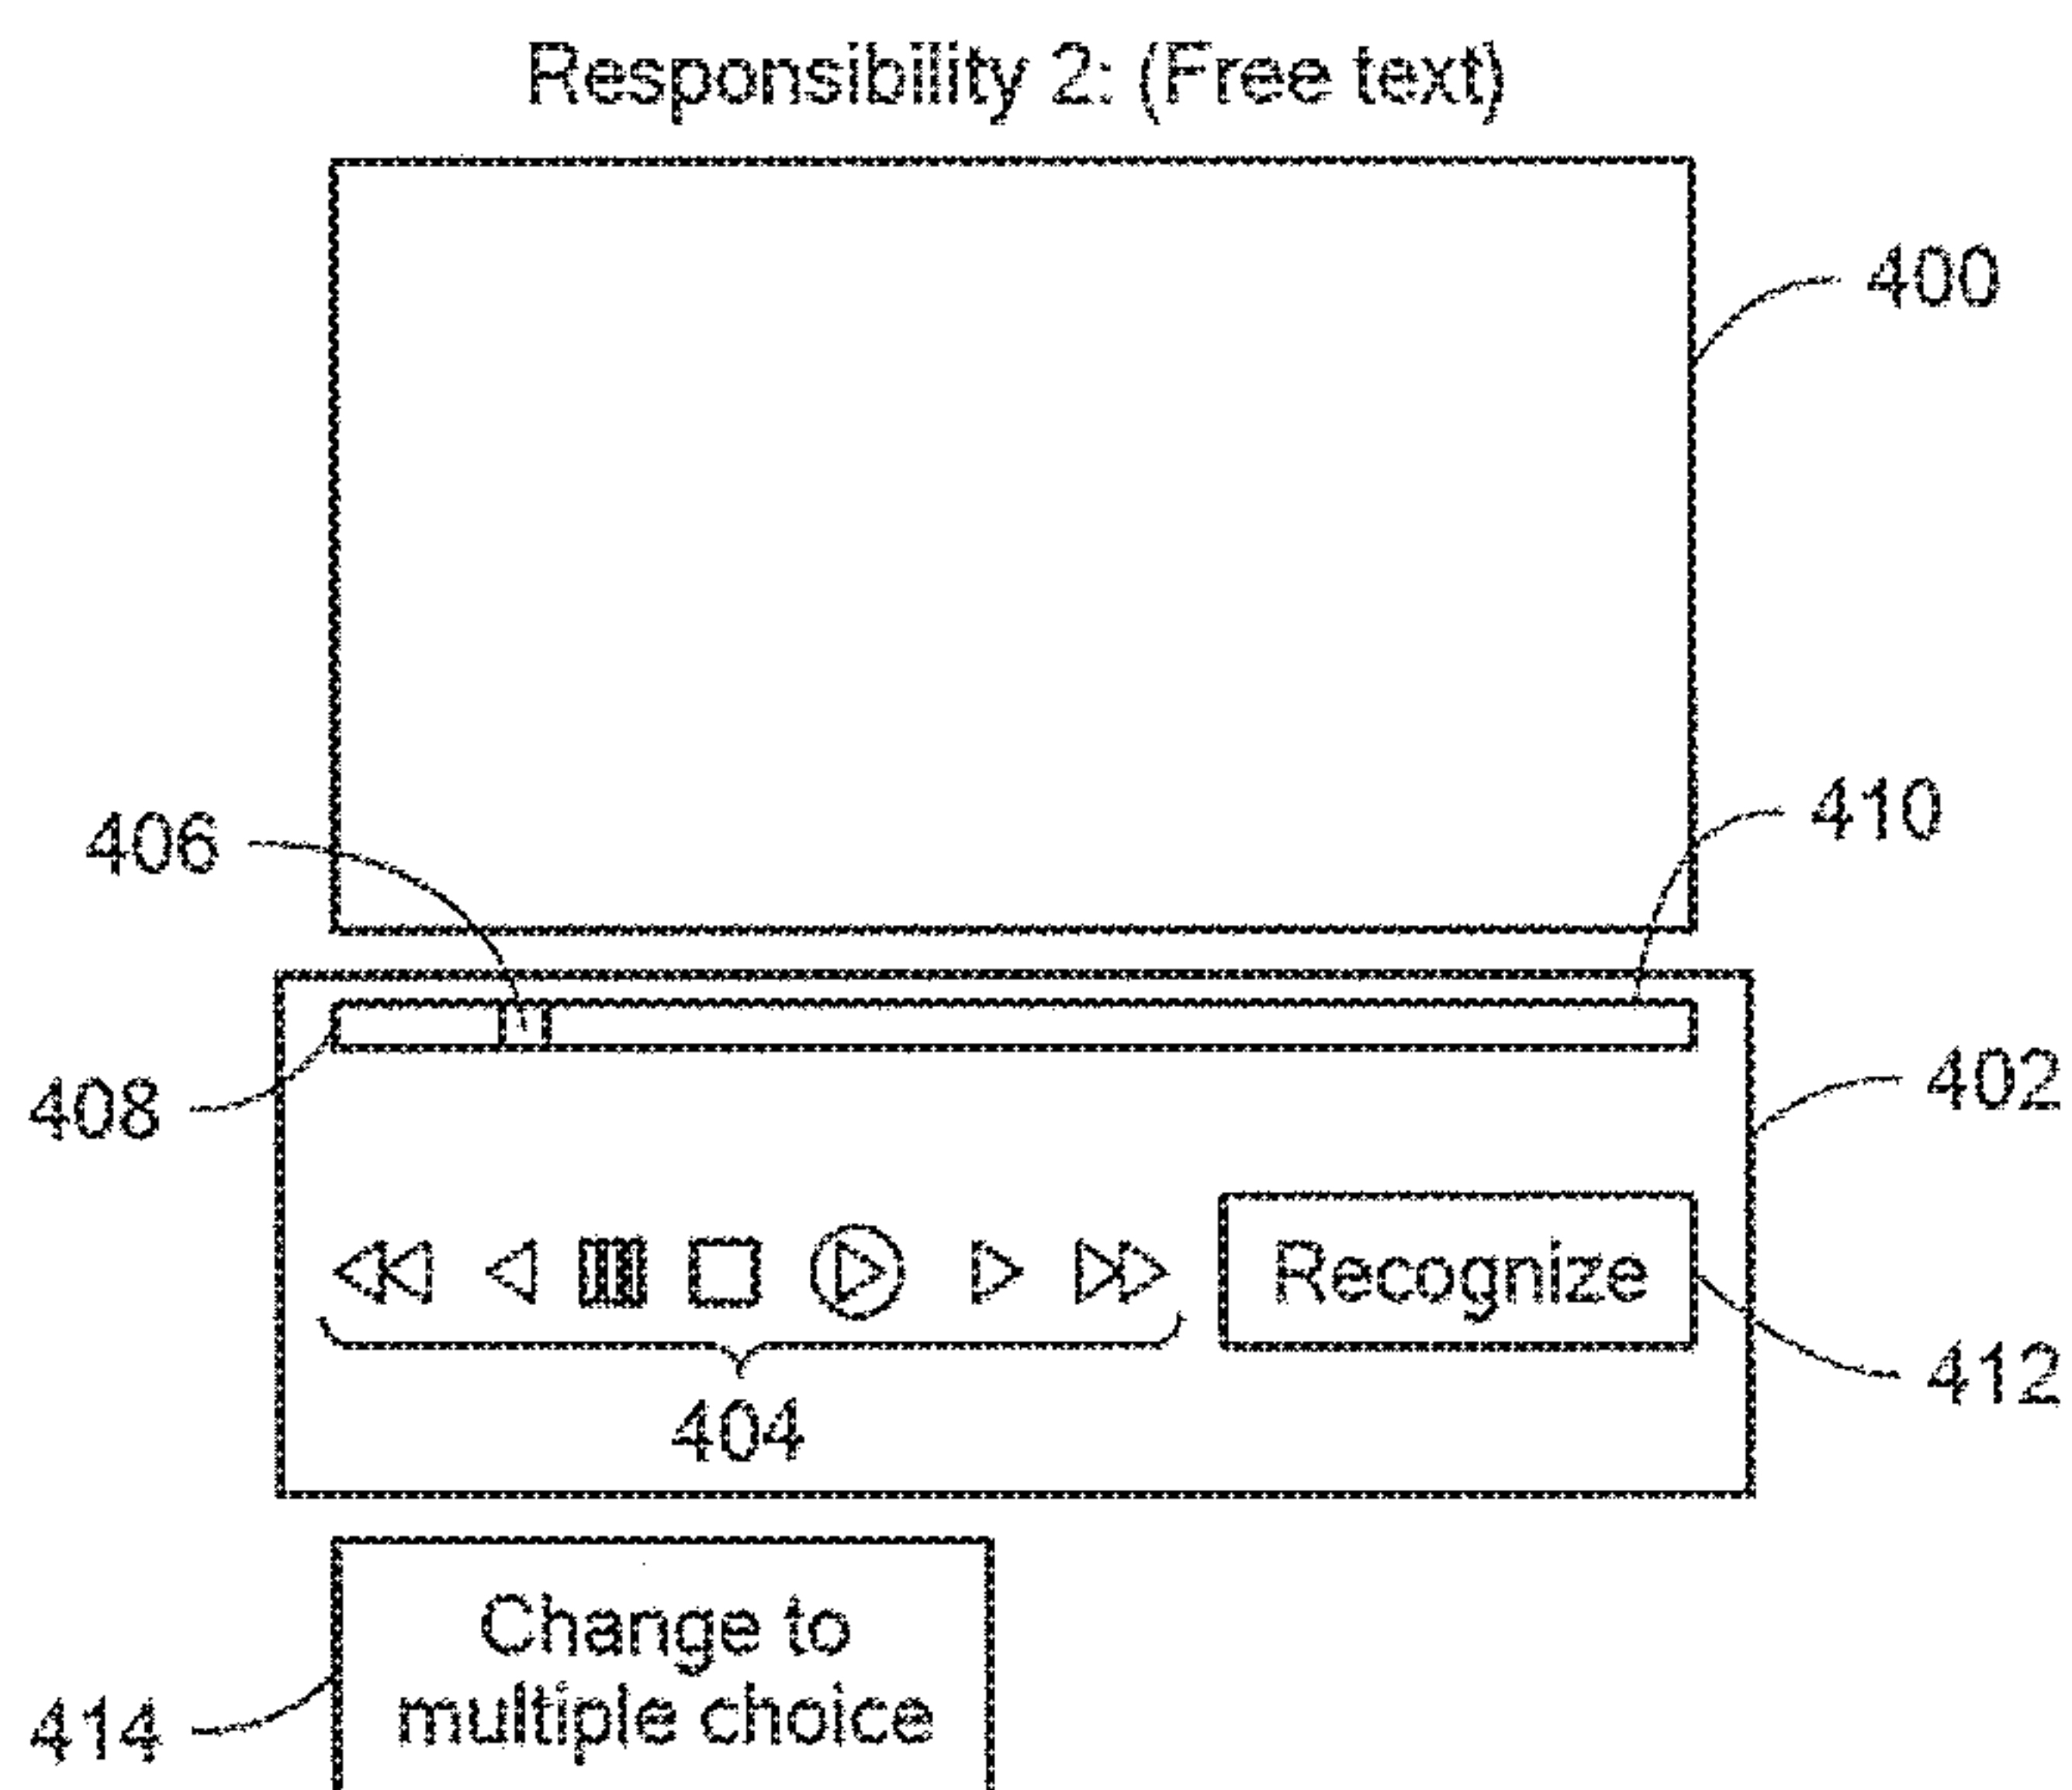 Responsibility 2: (Free text)
400
410
406
408
402
Recognize
412
404
Change to
multiple choice
414